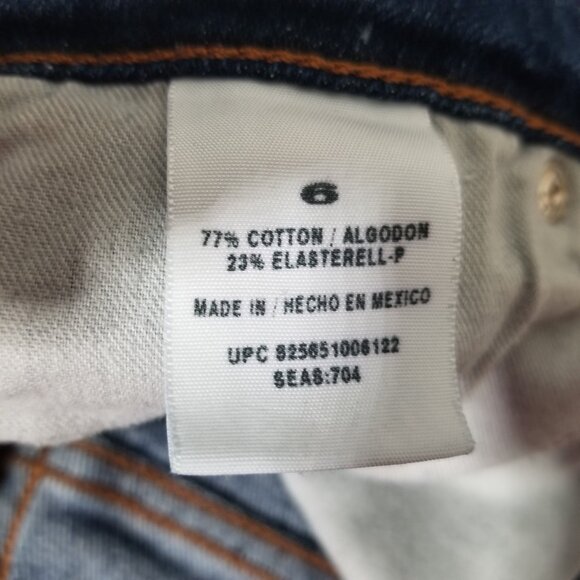 6
77% COTTON / ALGODON
23% ELASTERELL-P
MADE IN / HECHO EN MEXICO
UPC 825651006122
SEAS:704